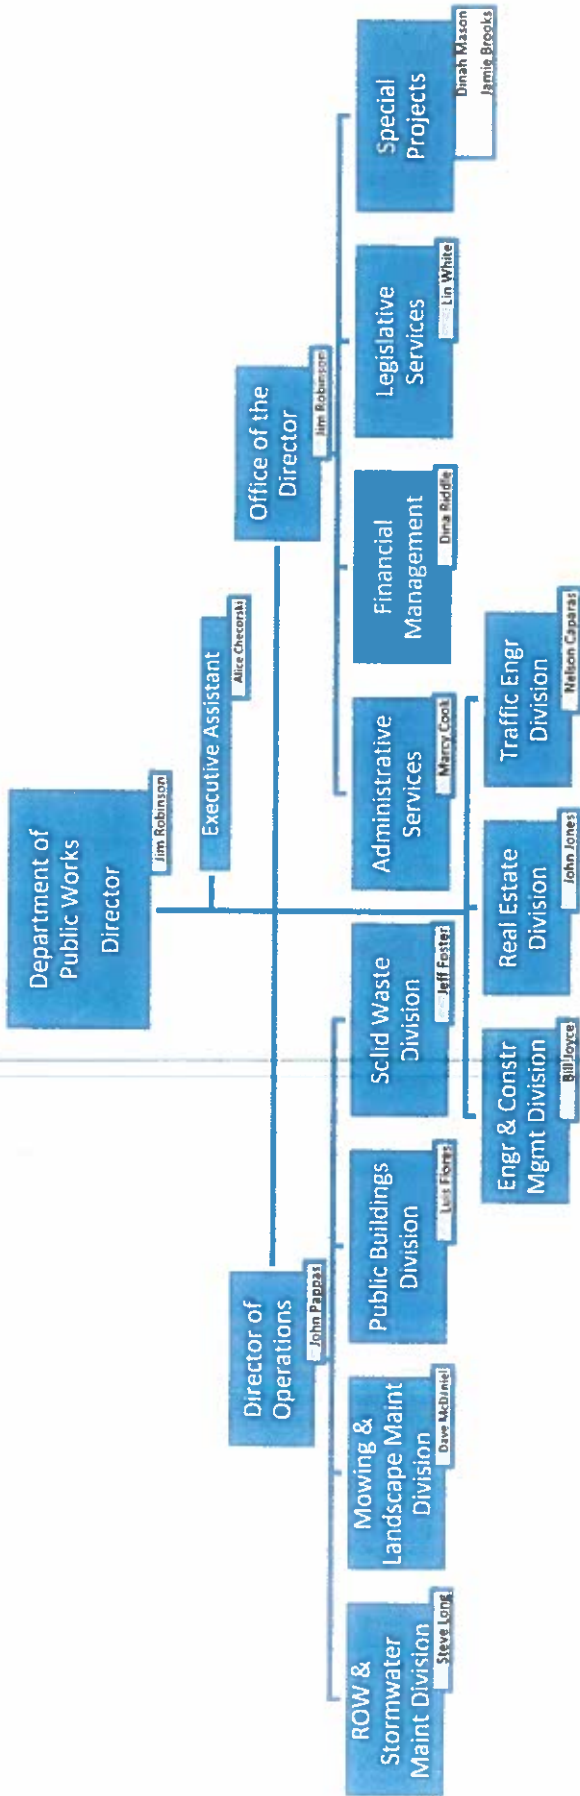 Department of
Public Works
Director
Jim Robinson
Executive Assistant
Alice Checorski
Director of
Operations
John Pappas
Office of the
Director
Jim Robinson
ROW &
Stormwater
Maint Division
Steve Long
Mowing &
Landscape Maint
Division
Dave McDaniel
Public Buildings
Division
Luis Flores
Solid Waste
Division
Jeff Foster
Administrative
Services
Marcy Cook
Financial
Management
Dina Riddle
Legislative
Services
Lin White
Special
Projects
Dinah Mason
Jamie Brooks
Engr & Constr
Mgmt Division
Bill Joyce
Real Estate
Division
John Jones
Traffic Engr
Division
Nelson Caparas